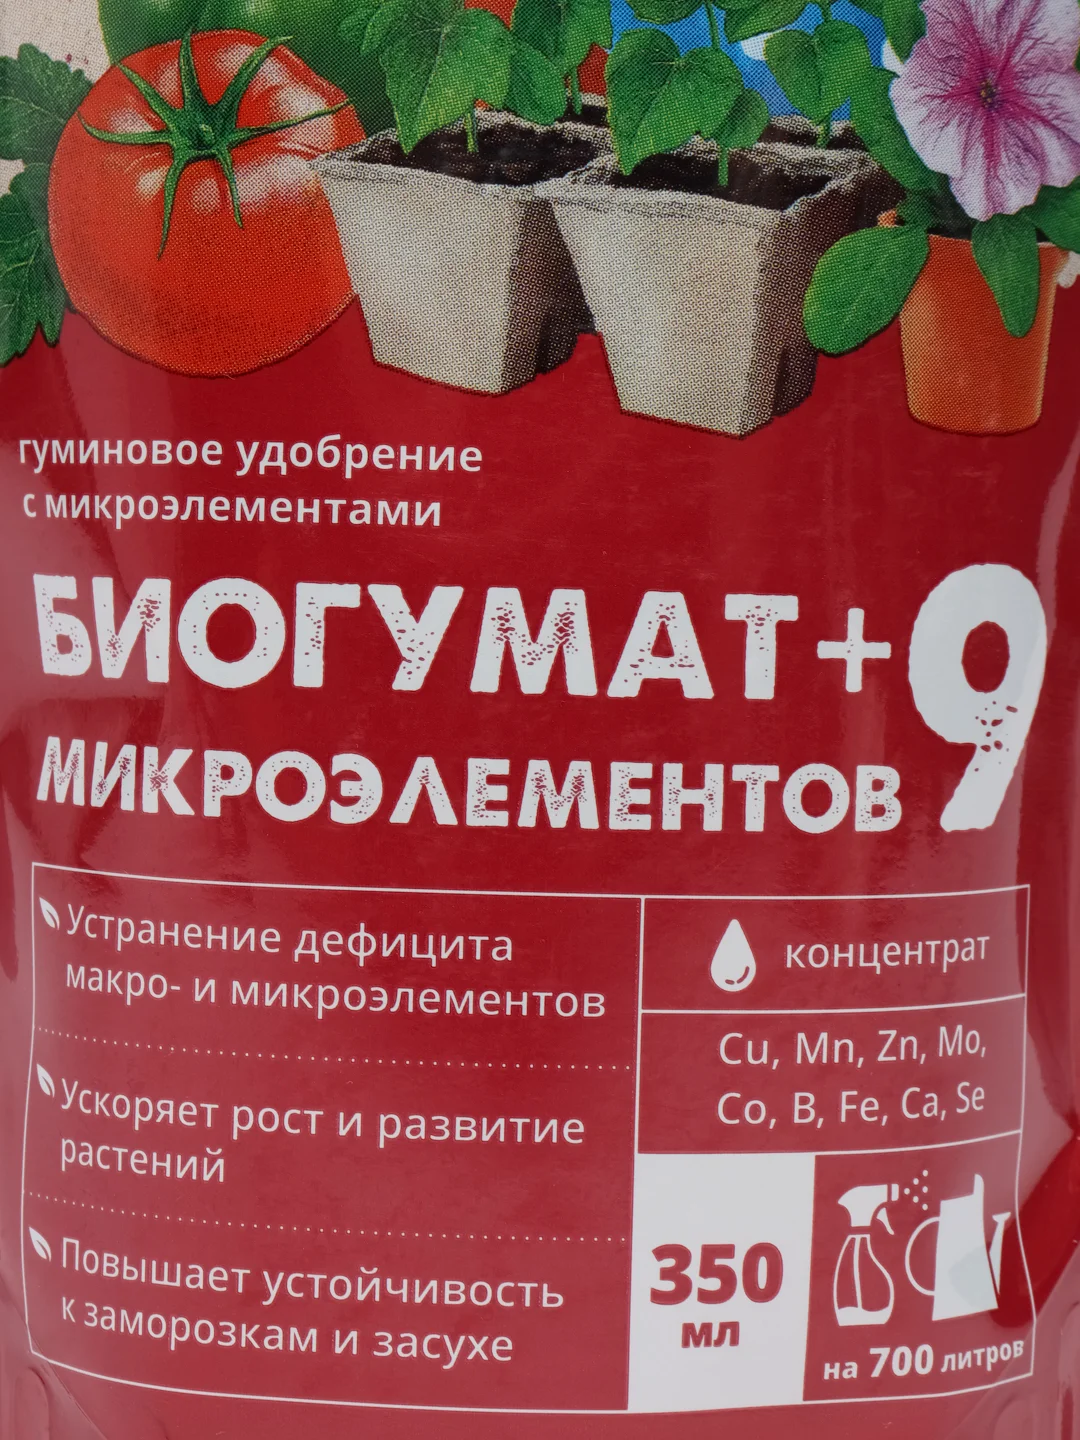 гуминовое удобрение
с микроэлементами
БИОГУМАТ+9
МИКРОЭЛЕМЕНТОВ
Устранение дефицита
макро- и микроэлементов
Ускоряет рост и развитие
растений
Повышает устойчивость
к заморозкам и засухе
концентрат
Cu, Mn, Zn, Mo,
Co, B, Fe, Ca, Se
350
мл
на 700 литров